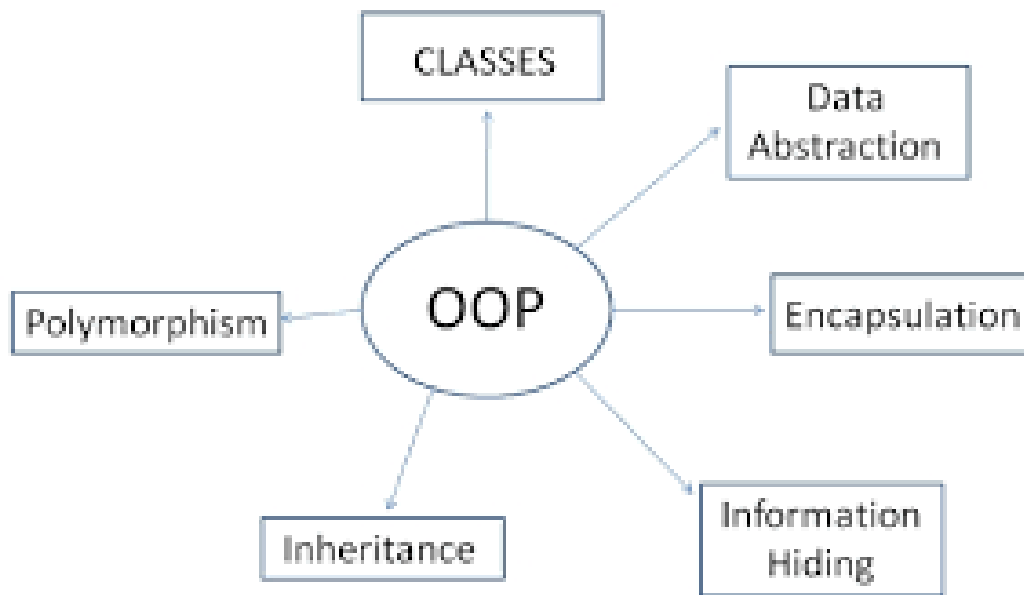 CLASSES
Data
Abstraction
OOP
Polymorphism
Encapsulation
Inheritance
Information
Hiding